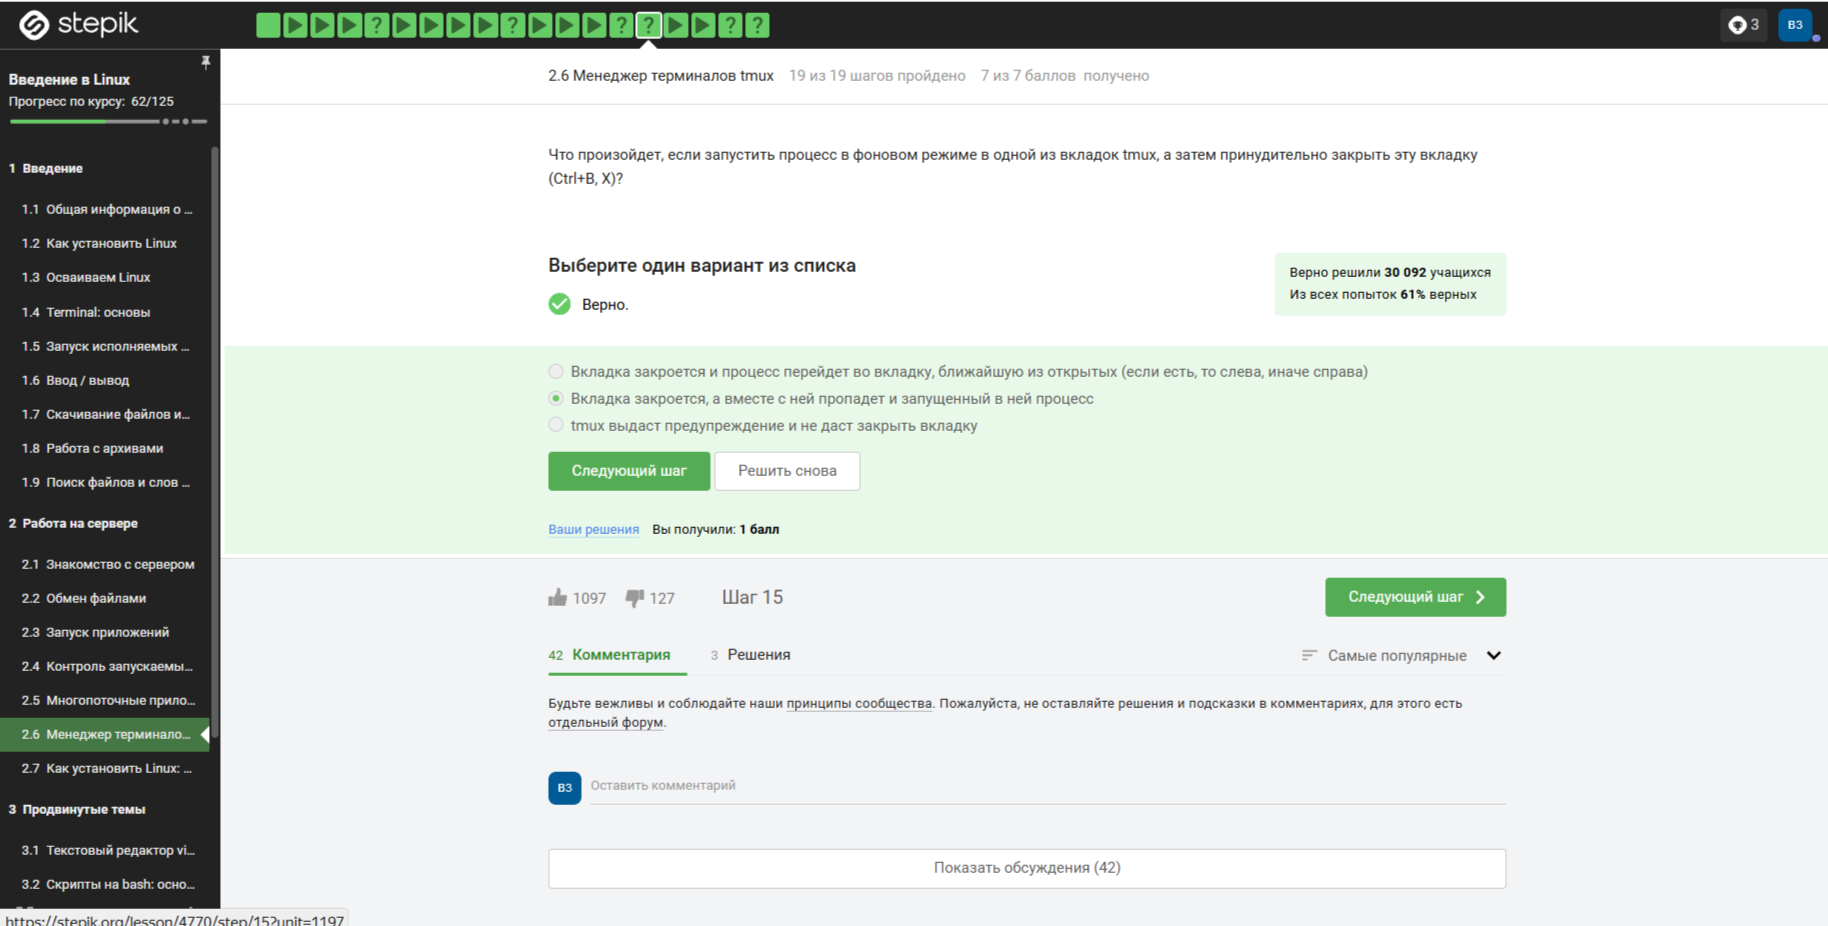 stepik
3
ВЗ
Введение в Linux
Прогресс по курсу: 62/125
1 Введение
1.1 Общая информация о ...
1.2 Как установить Linux
1.3 Осваиваем Linux
1.4 Terminal: основы
1.5 Запуск исполняемых ...
1.6 Ввод / вывод
1.7 Скачивание файлов и...
1.8 Работа с архивами
1.9 Поиск файлов и слов ...
2 Работа на сервере
2.1 Знакомство с сервером
2.2 Обмен файлами
2.3 Запуск приложений
2.4 Контроль запускаемы...
2.5 Многопоточные прило...
2.6 Менеджер терминало...
2.7 Как установить Linux: ...
3 Продвинутые темы
3.1 Текстовый редактор vi...
3.2 Скрипты на bash: осно...
https://stepik.org/lesson/4770/step/15?unit=1197
2.6 Менеджер терминалов tmux 19 из 19 шагов пройдено 7 из 7 баллов получено
Что произойдет, если запустить процесс в фоновом режиме в одной из вкладок tmux, а затем принудительно закрыть эту вкладку
(Ctrl+B, X)?
Выберите один вариант из списка
Верно.
Верно решили 30 092 учащихся
Из всех попыток 61% верных
Вкладка закроется и процесс перейдет во вкладку, ближайшую из открытых (если есть, то слева, иначе справа)
Вкладка закроется, а вместе с ней пропадет и запущенный в ней процесс
tmux выдаст предупреждение и не даст закрыть вкладку
Следующий шаг Решить снова
Ваши решения Вы получили: 1 балл
1097 127 Шаг 15 Следующий шаг
42 Комментария 3 Решения Самые популярные
Будьте вежливы и соблюдайте наши принципы сообщества. Пожалуйста, не оставляйте решения и подсказки в комментариях, для этого есть
отдельный форум.
ВЗ Оставить комментарий
Показать обсуждения (42)